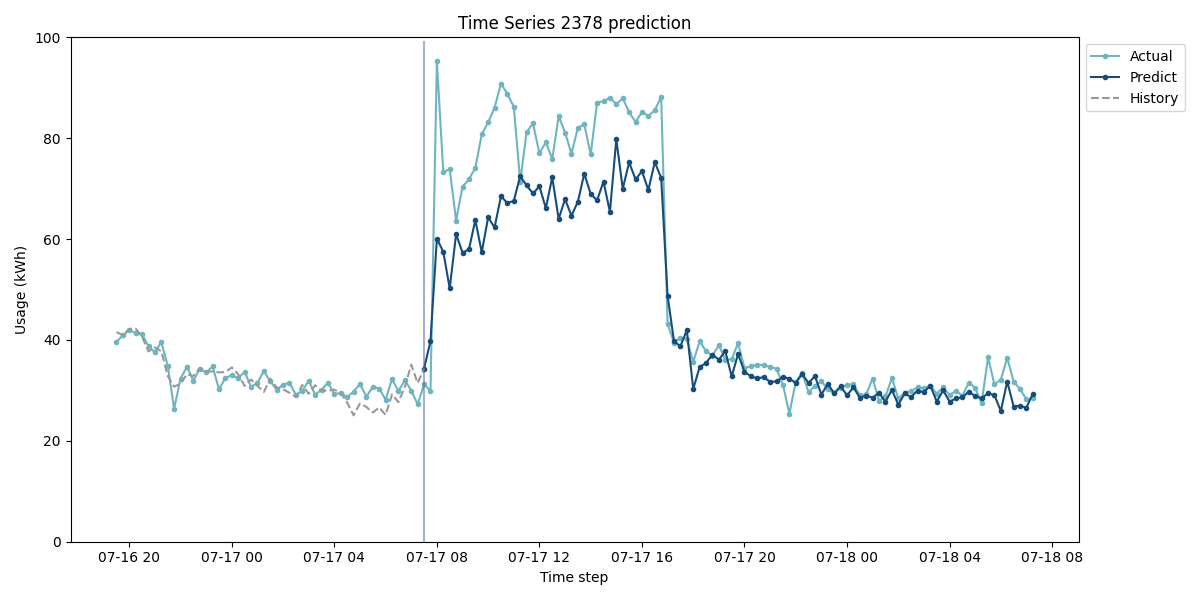 Time Series 2378 prediction
Usage (kWh)
100
80
60
40
20
0
07-16 20
07-17 00
07-17 04
07-17 08
07-17 12
07-17 16
07-17 20
07-18 00
07-18 04
07-18 08
Time step
Actual
Predict
History